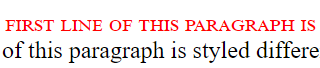 FIRST LINE OF THIS PARAGRAPH IS
of this paragraph is styled differe